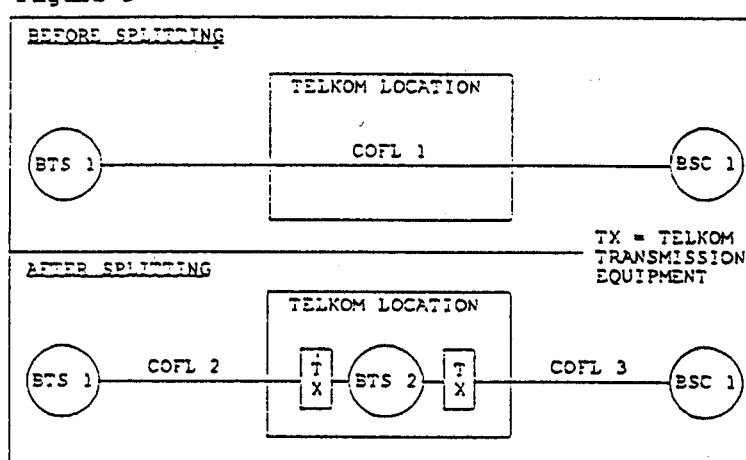 BEFORE SPLITTING
TELKOM LOCATION
BTS 1
COFL 1
BSC 1
TX = TELKOM
TRANSMISSION
EQUIPMENT
AFTER SPLITTING
TELKOM LOCATION
BTS 1
COFL 2
TX
BTS 2
TX
COFL 3
BSC 1